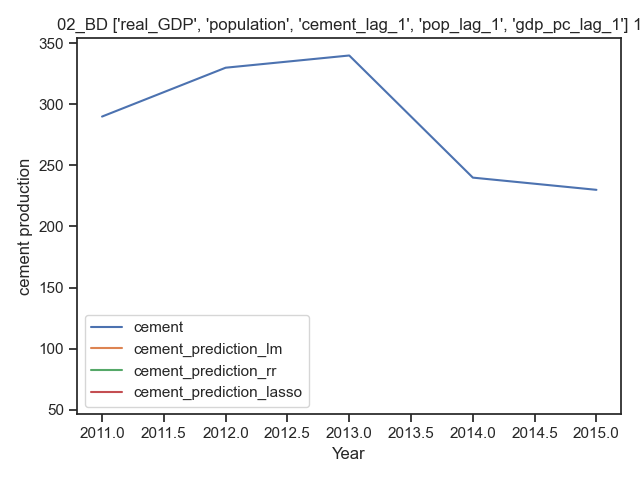 02_BD ['real_GDP', 'population', 'cement_lag_1', 'pop_lag_1', 'gdp_pc_lag_1'] 1
350
300
250
200
150
100
50
cement production
cement
cement_prediction_lm
cement_prediction_rr
cement_prediction_lasso
2011.0 2011.5 2012.0 2012.5 2013.0 2013.5 2014.0 2014.5 2015.0
Year